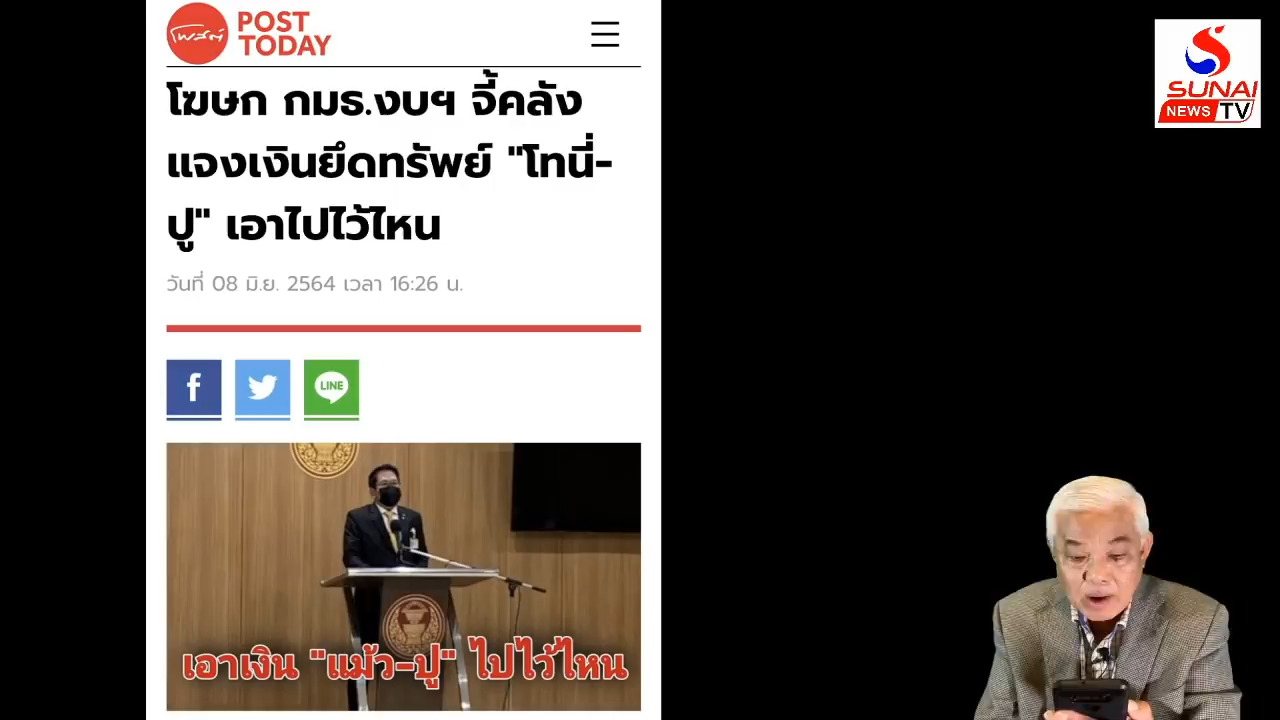 โพสต์
POST
TODAY
โฆษก กมธ.งบฯ จี้คลัง
แจงเงินยึดทรัพย์ "โทนี่-
ปู" เอาไปไว้ไหน
วันที่ 08 มิ.ย. 2564 เวลา 16:26 น.
f
LINE
เอาเงิน "แม้ว-ปู" ไปไว้ไหน
SUNAI
NEWS TV